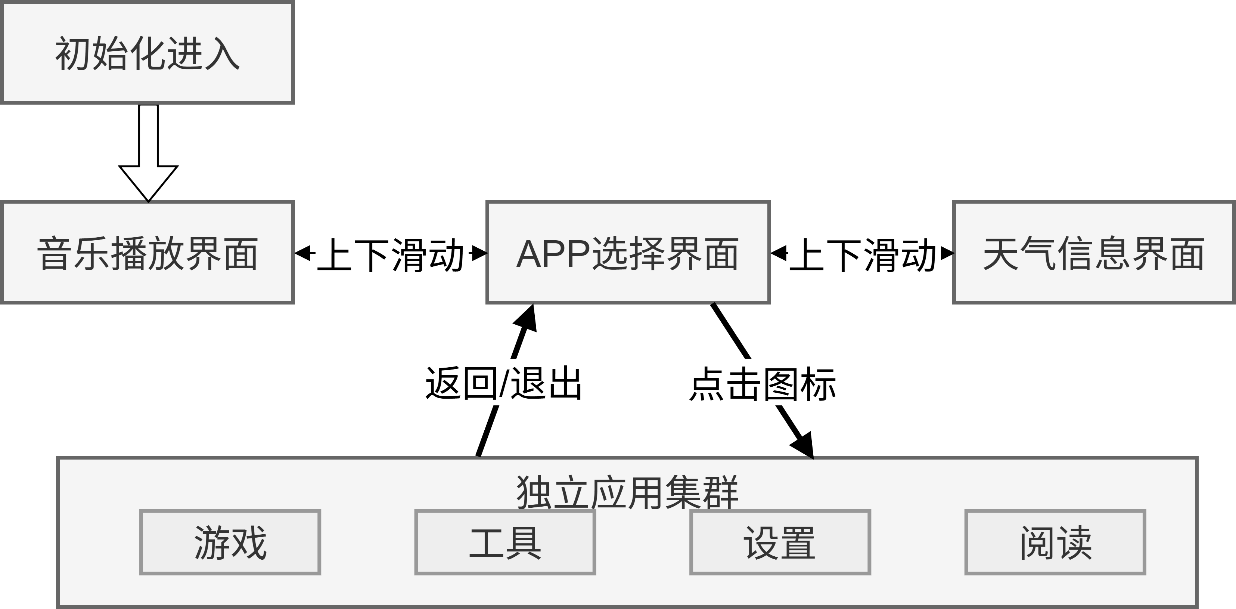 初始化进入
音乐播放界面
上下滑动
APP选择界面
上下滑动
天气信息界面
返回/退出
点击图标
独立应用集群
游戏
工具
设置
阅读